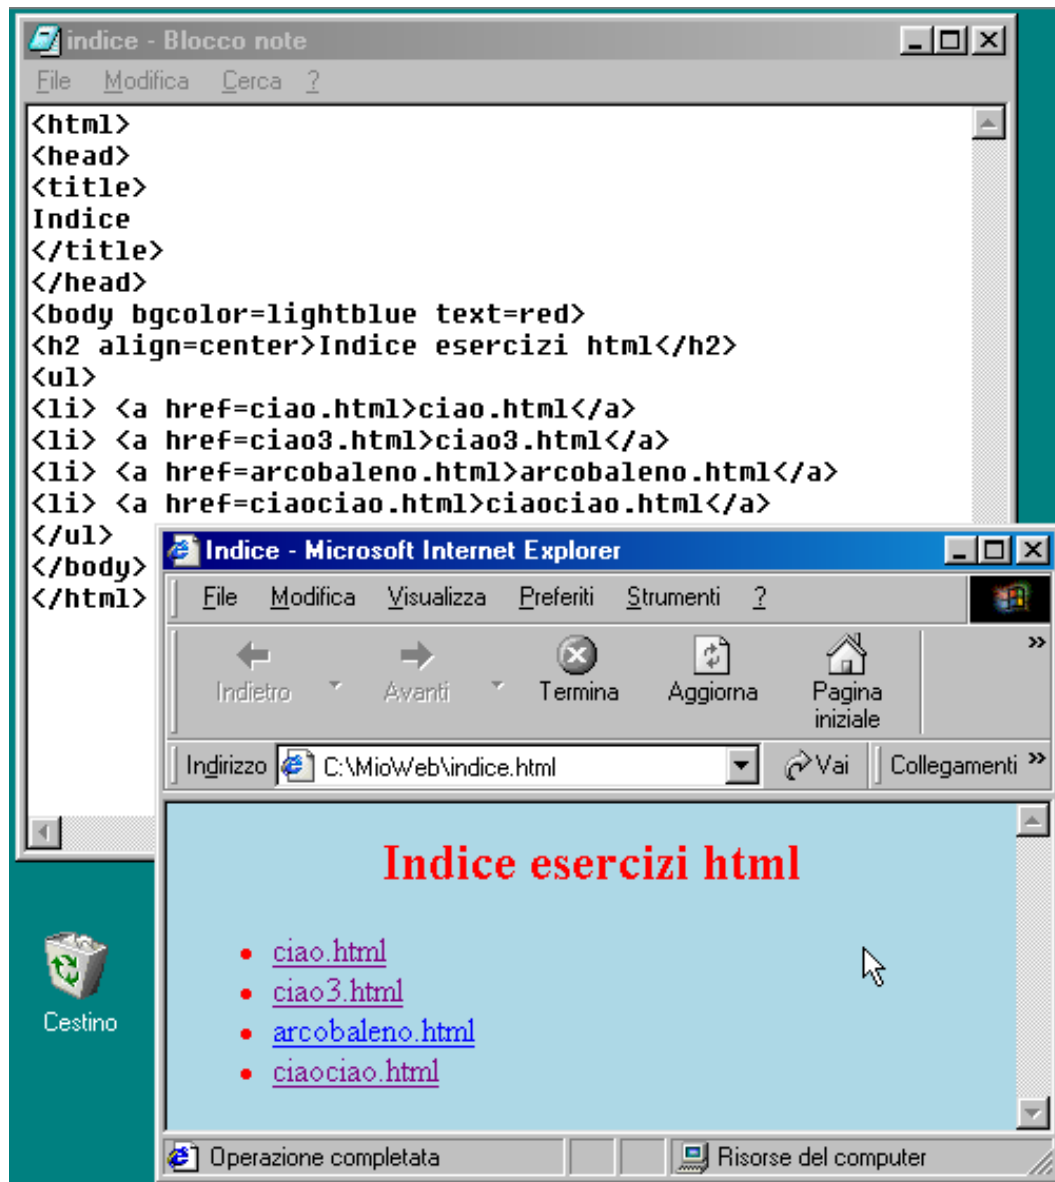 indice - Blocco note
File Modifica Cerca ?
<html>
<head>
<title>
Indice
</title>
</head>
<body bgcolor=lightblue text=red>
<h2 align=center>Indice esercizi html</h2>
<ul>
<li> <a href=ciao.html>ciao.html</a>
<li> <a href=ciao3.html>ciao3.html</a>
<li> <a href=arcobaleno.html>arcobaleno.html</a>
<li> <a href=ciaociao.html>ciaociao.html</a>
</ul>
</body>
</html>
Indice - Microsoft Internet Explorer
File Modifica Visualizza Preferiti Strumenti ?
Indietro Avanti Termina Aggiorna Pagina
iniziale
Indirizzo C:\MioWeb\indice.html Vai Collegamenti
Indice esercizi html
ciao.html
ciao3.html
arcobaleno.html
ciaociao.html
Operazione completata Risorse del computer
Cestino